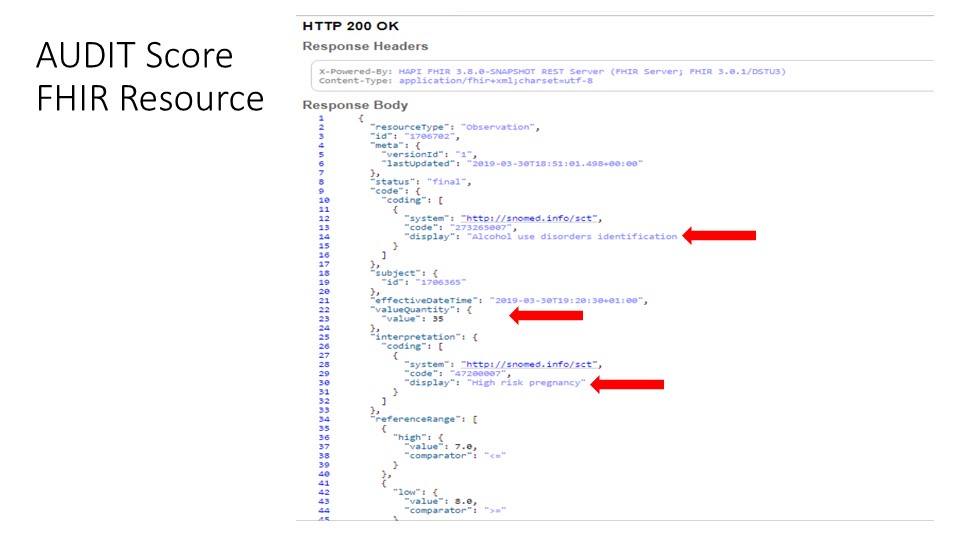 AUDIT Score
FHIR Resource
HTTP 200 OK
Response Headers
X-Powered-By: HAPI FHIR 3.8.0-SNAPSHOT REST Server (FHIR Server; FHIR 3.0.1/DSTU3)
Content-Type: application/fhir+xml;charset=utf-8
Response Body
1 {
2 "resourceType": "Observation",
3 "id": "1706702",
4 "meta": {
5 "versionId": "1",
6 "lastUpdated": "2019-03-30T18:51:01.498+00:00"
7 },
8 "status": "final",
9 "code": {
10 "coding": [
11 {
12 "system": "http://snomed.info/sct",
13 "code": "273265007",
14 "display": "Alcohol use disorders identification
15 }
16 ]
17 },
18 "subject": {
19 "id": "1706365"
20 },
21 "effectiveDateTime": "2019-03-30T19:20:30+01:00",
22 "valueQuantity": {
23 "value": 35
24 },
25 "interpretation": {
26 "coding": [
27 {
28 "system": "http://snomed.info/sct",
29 "code": "47200007",
30 "display": "High risk pregnancy"
31 }
32 ]
33 },
34 "referenceRange": [
35 {
36 "high": {
37 "value": 7.0,
38 "comparator": "<="
39 }
40 },
41 {
42 "low": {
43 "value": 8.0,
44 "comparator": ">="
45 }